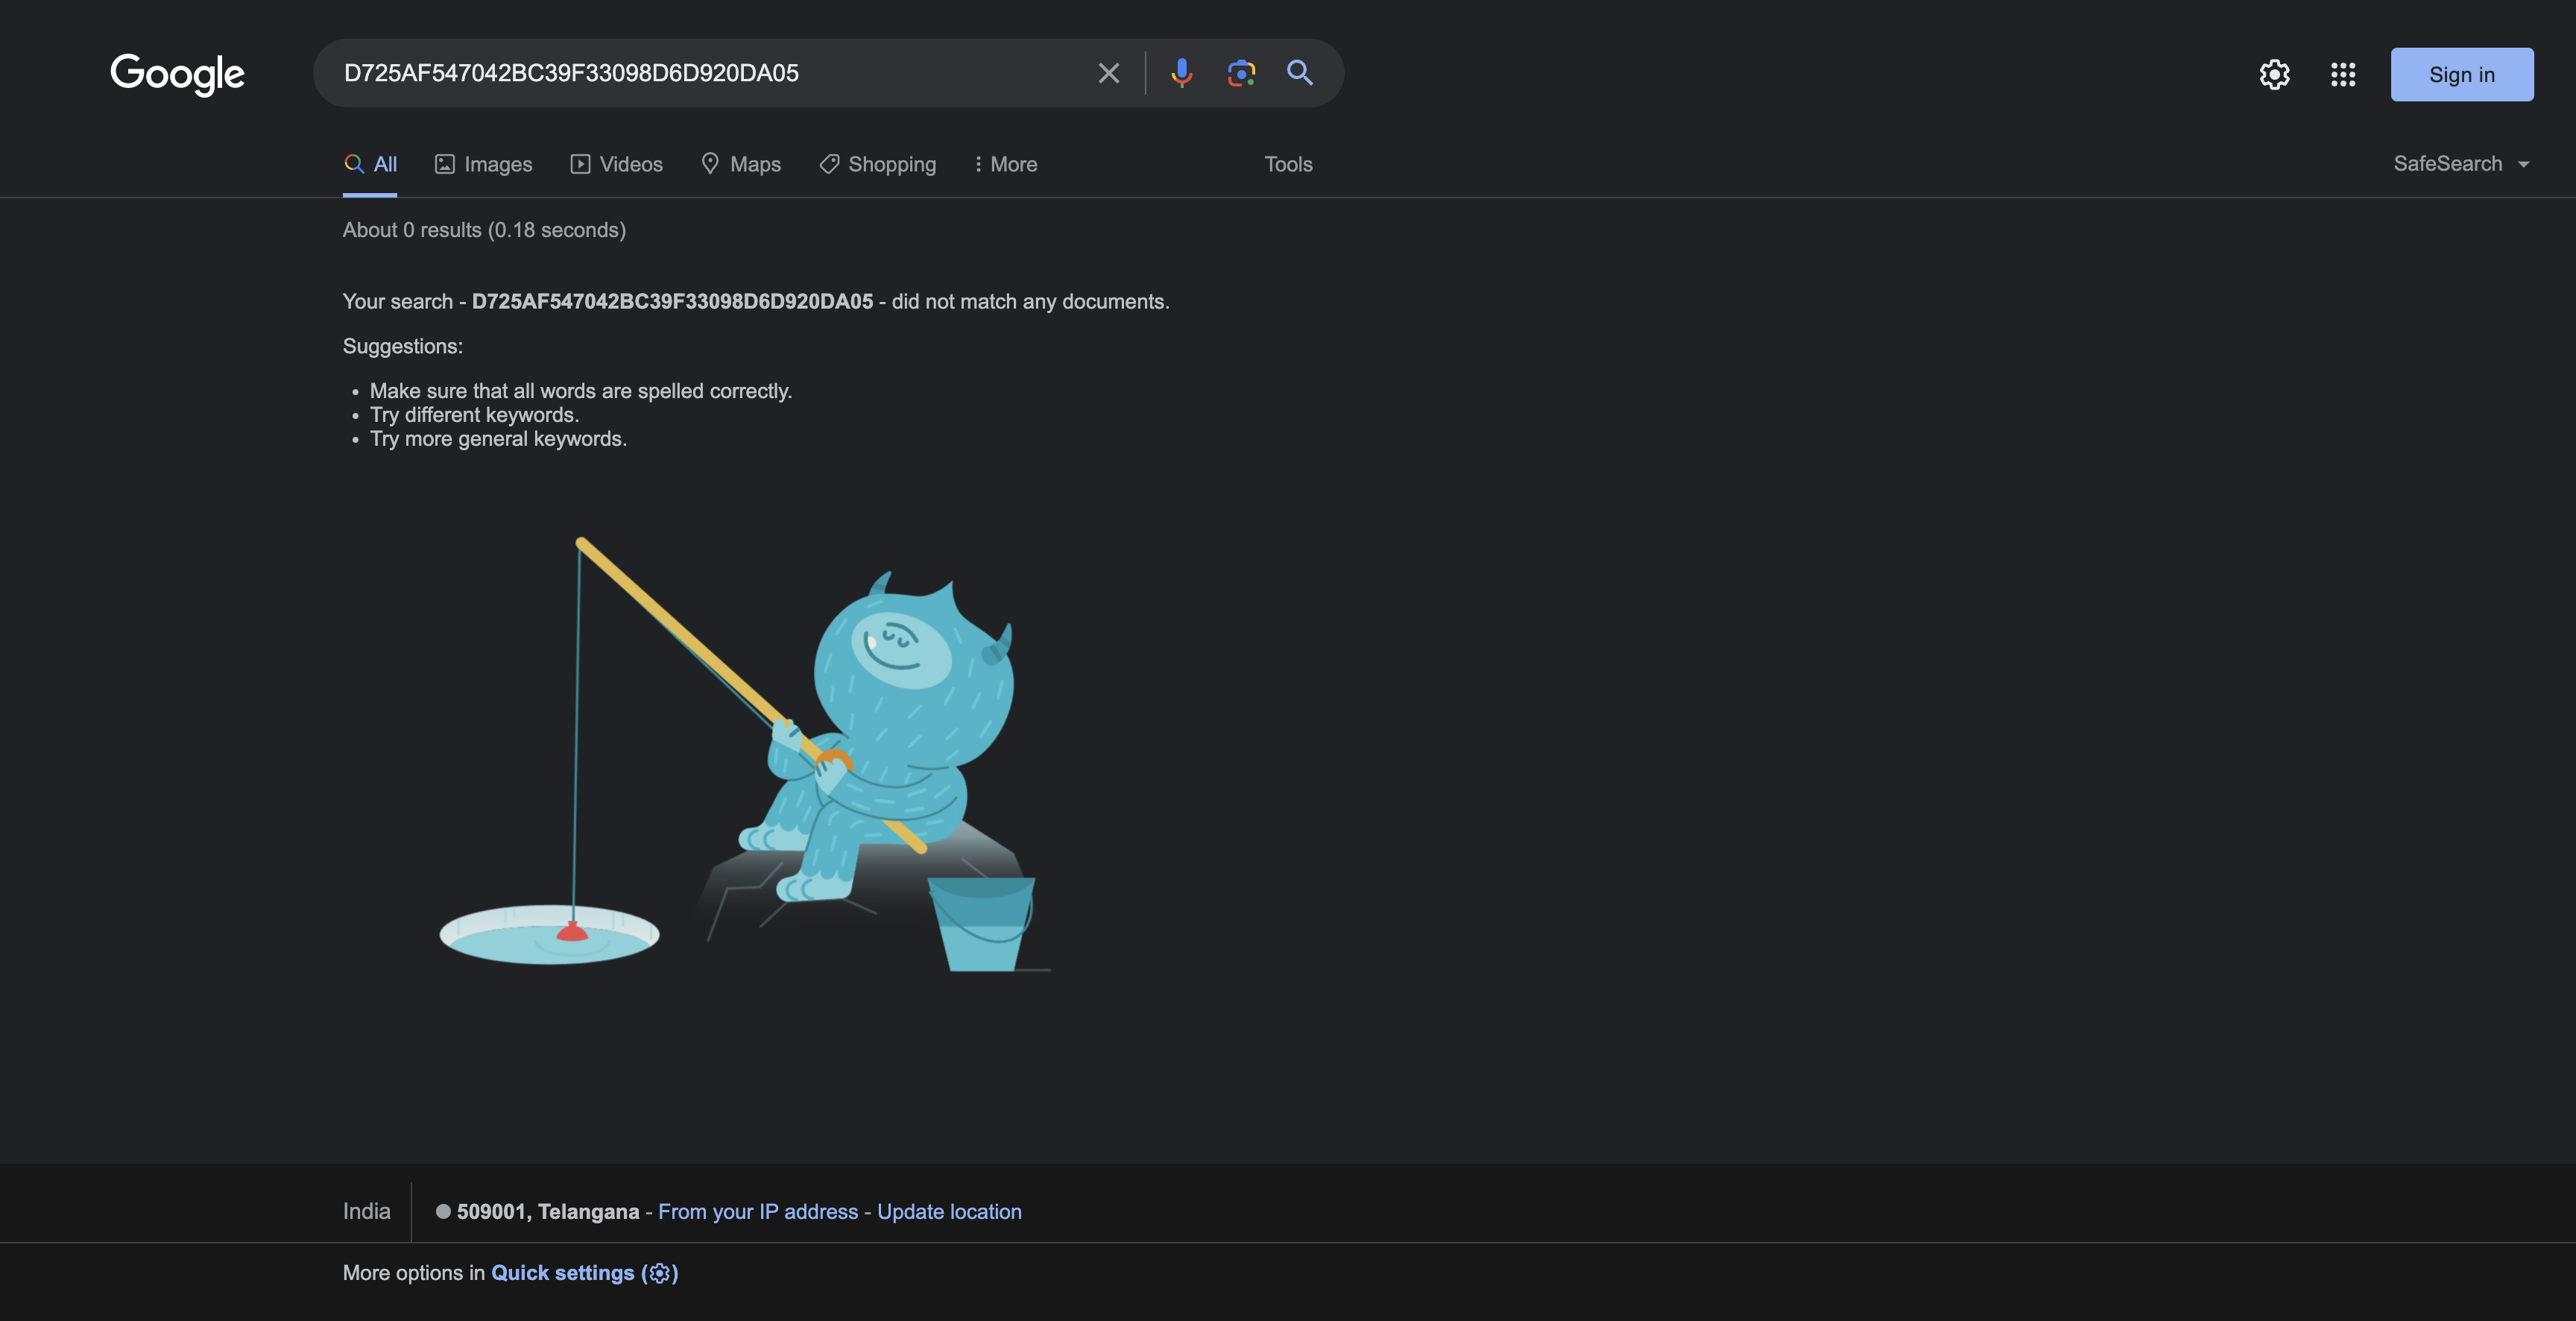 Google
D725AF547042BC39F33098D6D920DA05
Sign in
All
Images
Videos
Maps
Shopping
More
Tools
SafeSearch
About 0 results (0.18 seconds)
Your search - D725AF547042BC39F33098D6D920DA05 - did not match any documents.
Suggestions:
• Make sure that all words are spelled correctly.
• Try different keywords.
• Try more general keywords.
India
509001, Telangana - From your IP address - Update location
More options in Quick settings ()